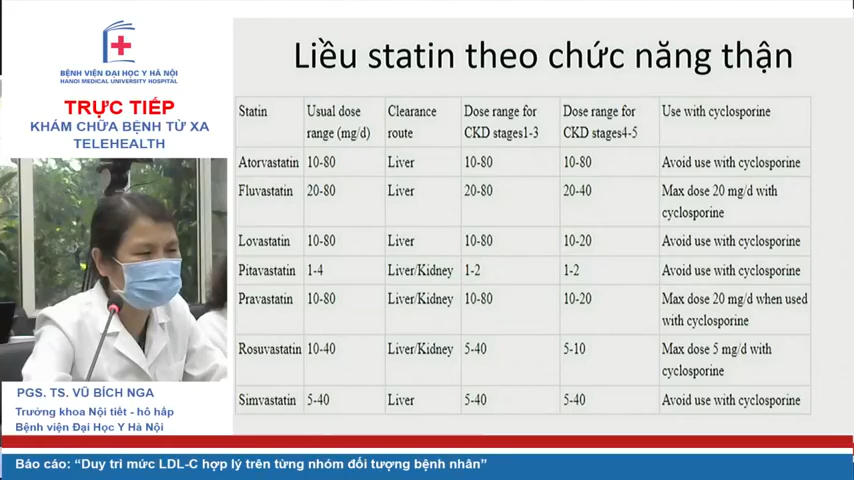 BỆNH VIỆN ĐẠI HỌC Y HÀ NỘI
HANOI MEDICAL UNIVERSITY HOSPITAL
TRỰC TIẾP
KHÁM CHỮA BỆNH TỪ XA
TELEHEALTH
PGS. TS. VŨ BÍCH NGA
Trưởng khoa Nội tiết - hô hấp
Bệnh viện Đại Học Y Hà Nội
Liều statin theo chức năng thận
Statin Usual dose range (mg/d) Clearance route Dose range for CKD stages1-3 Dose range for CKD stages4-5 Use with cyclosporine
Atorvastatin 10-80 Liver 10-80 10-80 Avoid use with cyclosporine
Fluvastatin 20-80 Liver 20-80 20-40 Max dose 20 mg/d with cyclosporine
Lovastatin 10-80 Liver 10-80 10-20 Avoid use with cyclosporine
Pitavastatin 1-4 Liver/Kidney 1-2 1-2 Avoid use with cyclosporine
Pravastatin 10-80 Liver/Kidney 10-80 10-20 Max dose 20 mg/d when used with cyclosporine
Rosuvastatin 10-40 Liver/Kidney 5-40 5-10 Max dose 5 mg/d with cyclosporine
Simvastatin 5-40 Liver 5-40 5-40 Avoid use with cyclosporine
Báo cáo: “Duy trì mức LDL-C hợp lý trên từng nhóm đối tượng bệnh nhân”